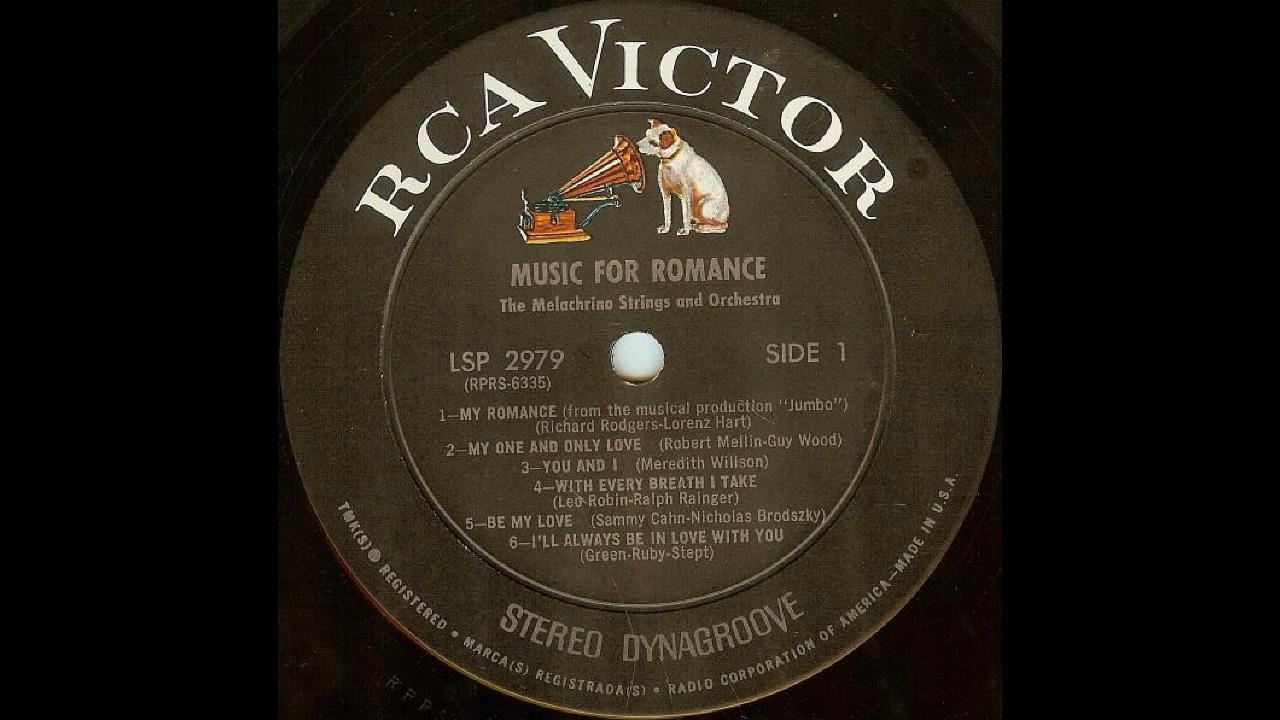 RCA VICTOR
MUSIC FOR ROMANCE
The Melachrino Strings and Orchestra
LSP 2979
SIDE 1
(RPRS-6335)
1—MY ROMANCE (from the musical production "Jumbo")
(Richard Rodgers-Lorenz Hart)
2—MY ONE AND ONLY LOVE (Robert Mellin-Guy Wood)
3—YOU AND I (Meredith Willson)
4—WITH EVERY BREATH I TAKE
(Leo Robin-Ralph Rainger)
5—BE MY LOVE (Sammy Cahn-Nicholas Brodszky)
6—I'LL ALWAYS BE IN LOVE WITH YOU
(Green-Ruby-Stept)
STEREO DYNAGROOVE
TMK(S) ® REGISTERED • MARCA(S) REGISTRADA(S) • RADIO CORPORATION OF AMERICA—MADE IN U.S.A.